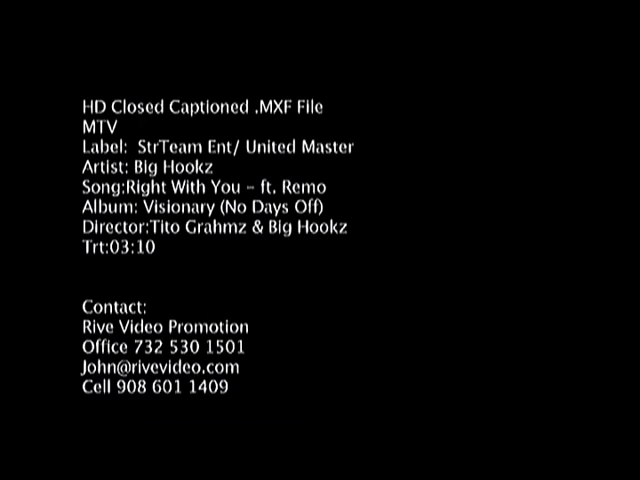 HD Closed Captioned .MXF File
MTV
Label:  StrTeam Ent/ United Master
Artist: Big Hookz
Song:Right With You - ft. Remo
Album: Visionary (No Days Off)
Director:Tito Grahmz & Big Hookz
Trt:03:10
Contact:
Rive Video Promotion
Office 732 530 1501
John@rivevideo.com
Cell 908 601 1409